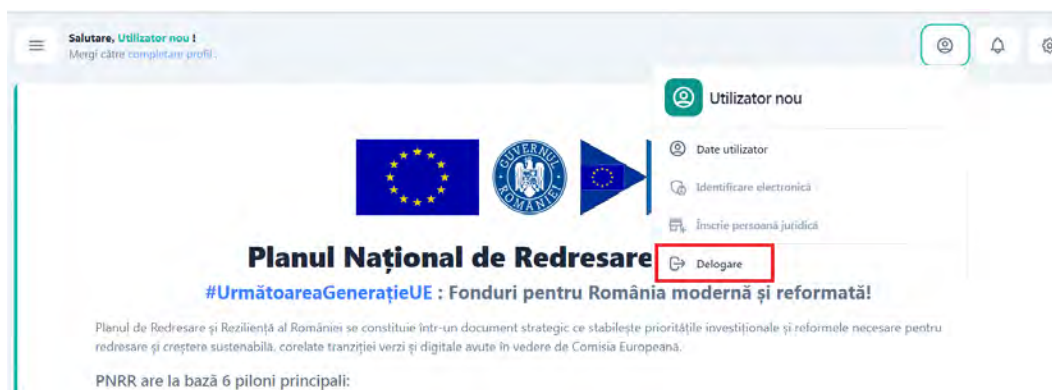 Salutare, Utilizator nou !
Mergi către completare profil .
Utilizator nou
Date utilizator
Identificare electronică
Înscrie persoană juridică
Delogare
GUVERNUL
ROMÂNIEI
Planul Național de Redresare
#UrmătoareaGenerațieUE : Fonduri pentru România modernă și reformată!
Planul de Redresare și Reziliență al României se constituie într-un document strategic ce stabilește prioritățile investiționale și reformele necesare pentru
redresare și creștere sustenabilă, corelate tranziției verzi și digitale avute în vedere de Comisia Europeană.
PNRR are la bază 6 piloni principali: